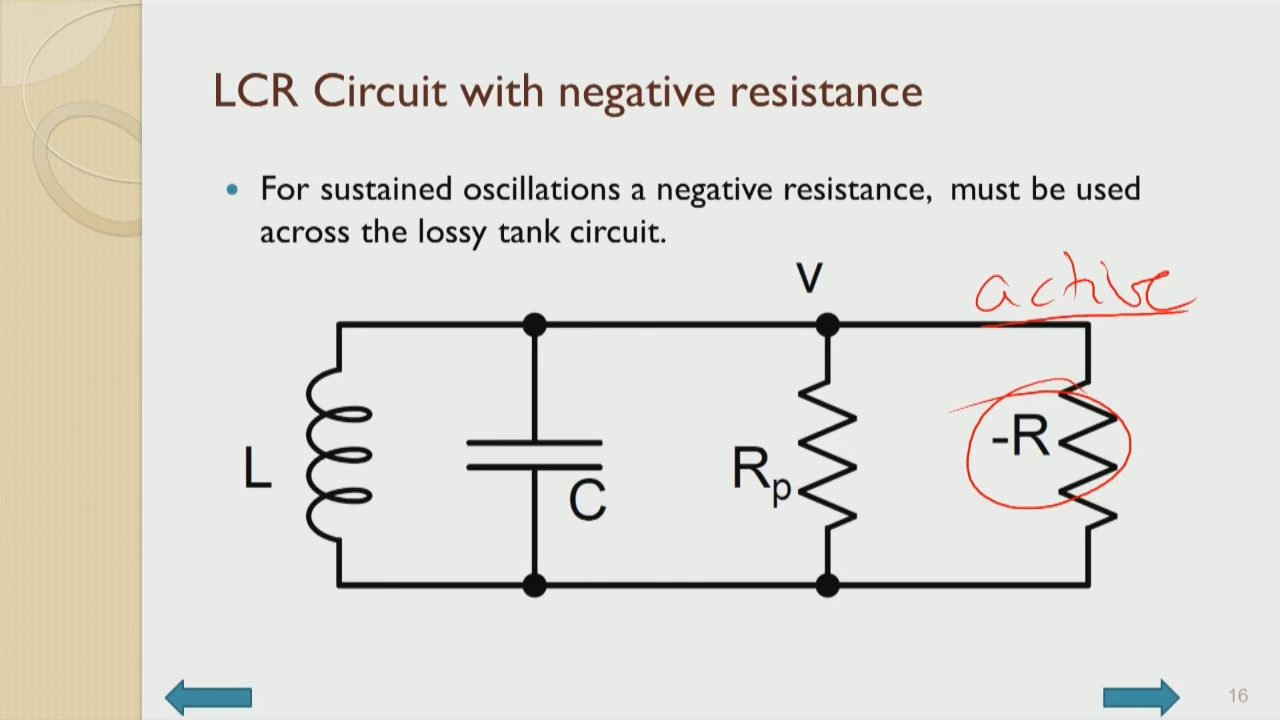 LCR Circuit with negative resistance
• For sustained oscillations a negative resistance, must be used
across the lossy tank circuit.
V
active
L
C
Rp
-R
16